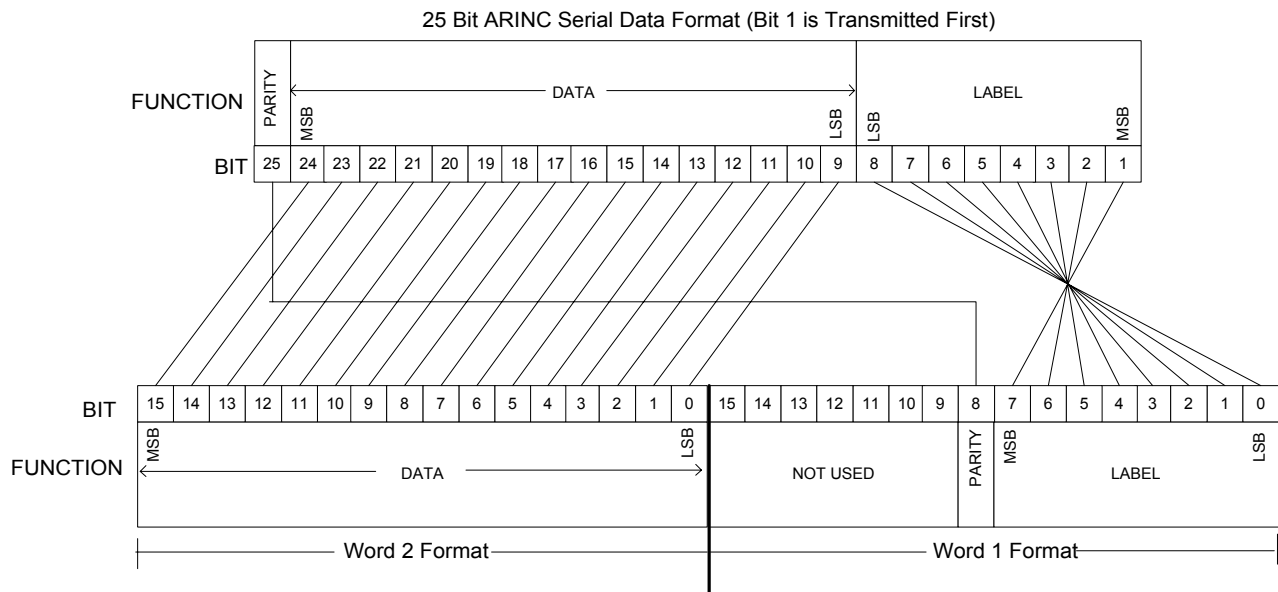 25 Bit ARINC Serial Data Format (Bit 1 is Transmitted First)
FUNCTION
PARITY
MSB
DATA
LSB
LSB
LABEL
MSB
BIT
25 24 23 22 21 20 19 18 17 16 15 14 13 12 11 10 9 8 7 6 5 4 3 2 1
BIT
15 14 13 12 11 10 9 8 7 6 5 4 3 2 1 0 15 14 13 12 11 10 9 8 7 6 5 4 3 2 1 0
FUNCTION
MSB
DATA
LSB
NOT USED
PARITY
MSB
LABEL
LSB
Word 2 Format
Word 1 Format